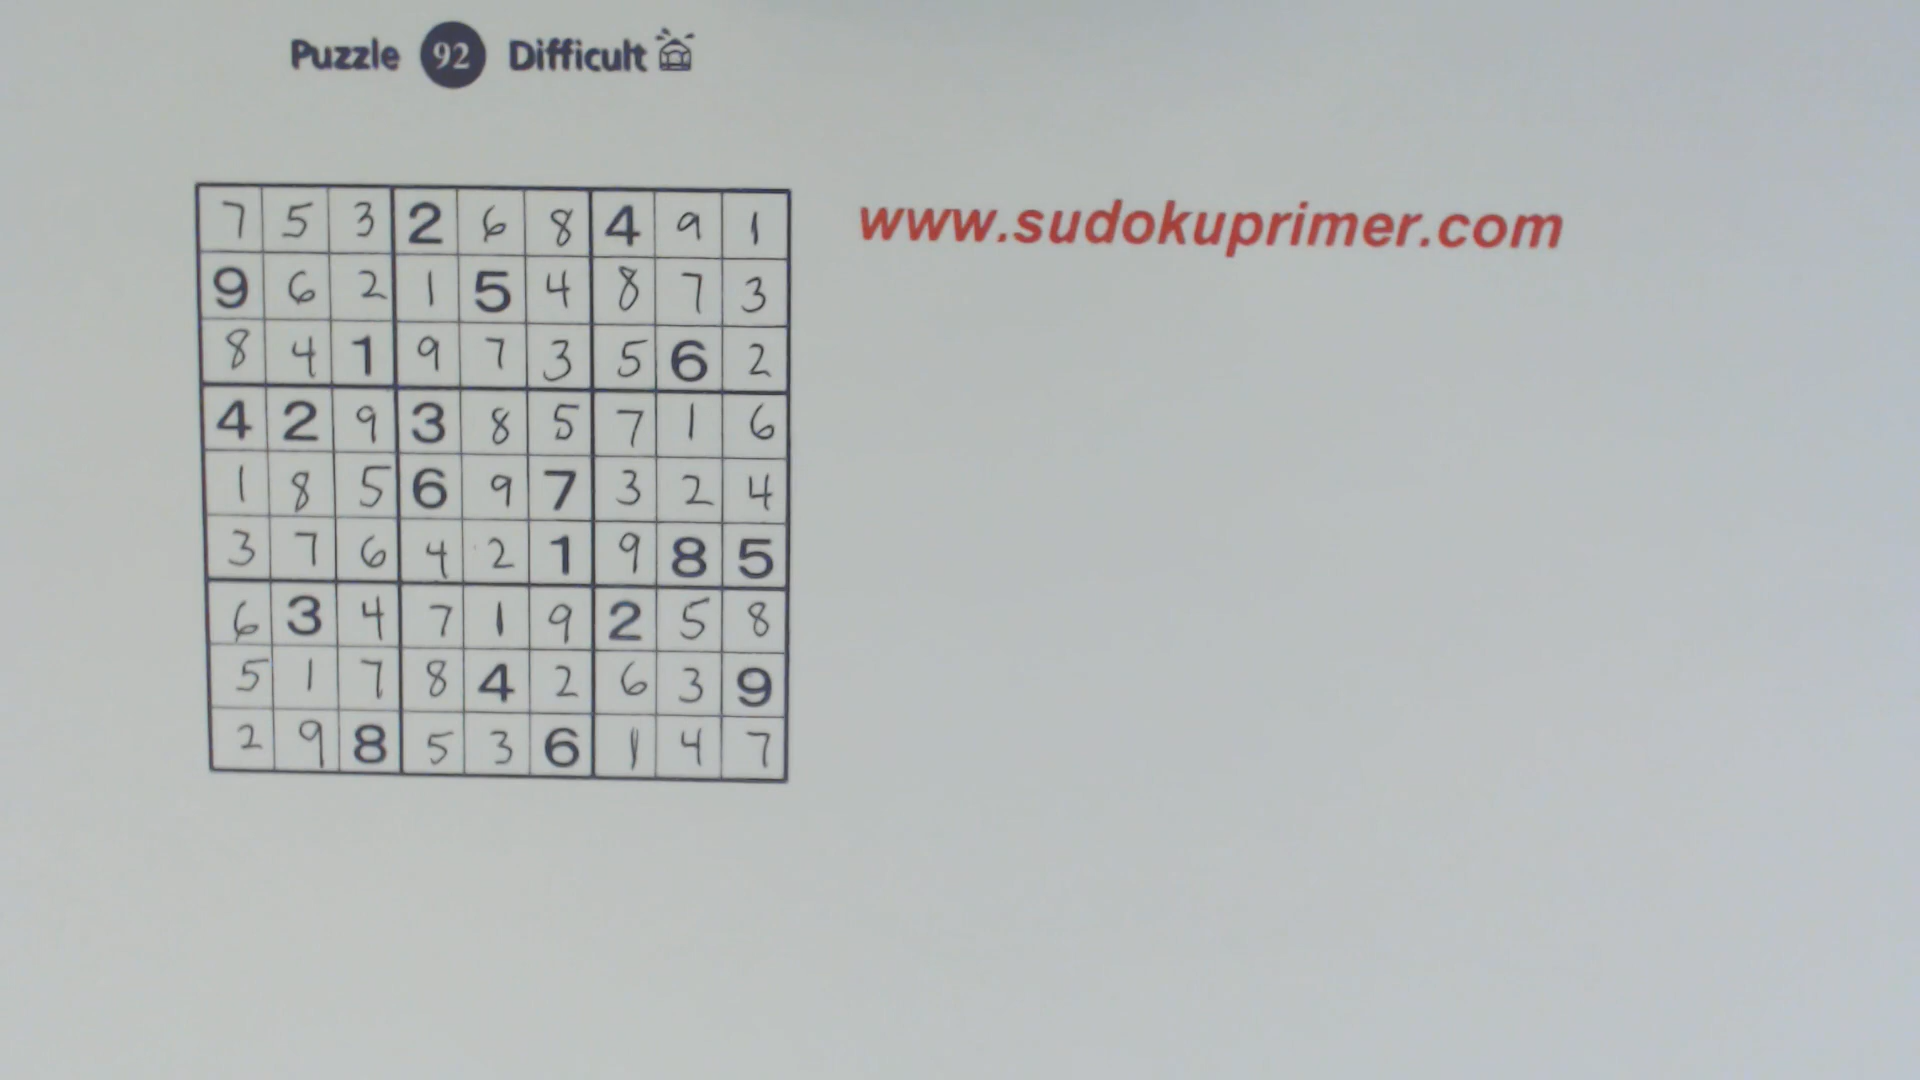 Puzzle 92 Difficult
www.sudokuprimer.com
7 5 3 2 6 8 4 9 1
9 6 2 1 5 4 8 7 3
8 4 1 9 7 3 5 6 2
4 2 9 3 8 5 7 1 6
1 8 5 6 9 7 3 2 4
3 7 6 4 2 1 9 8 5
6 3 4 7 1 9 2 5 8
5 1 7 8 4 2 6 3 9
2 9 8 5 3 6 1 4 7